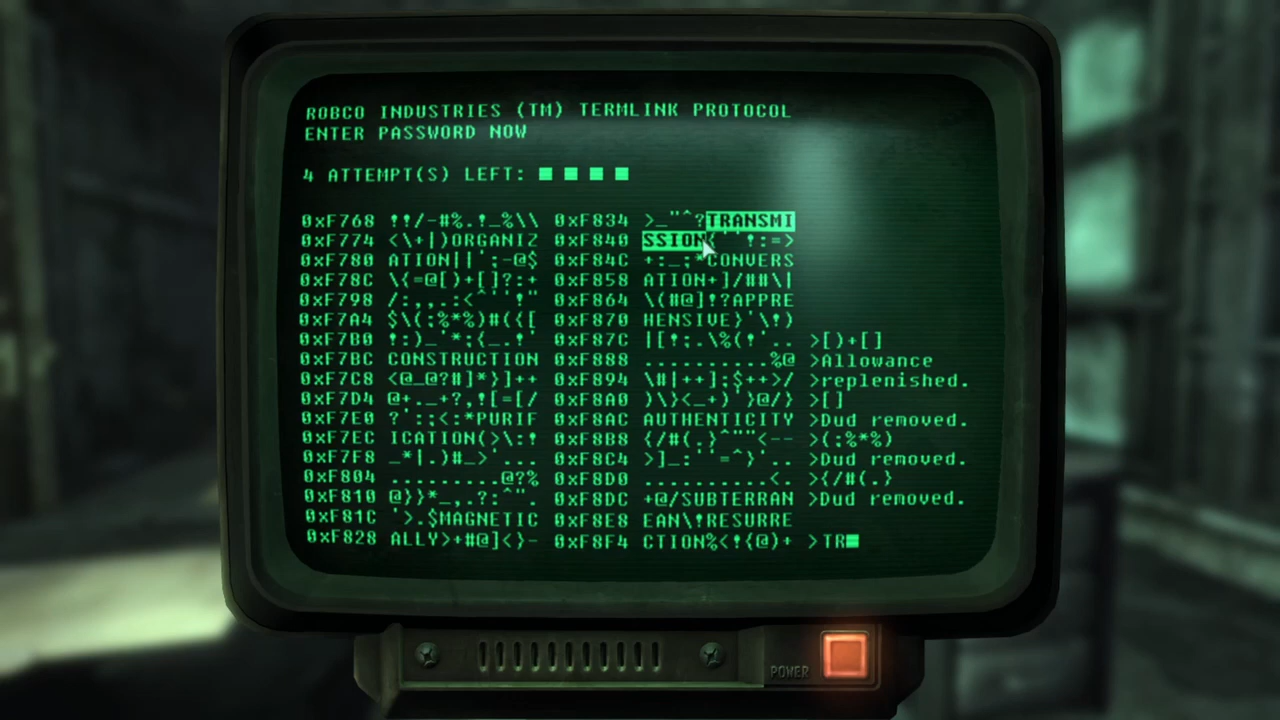 ROBCO INDUSTRIES (TM) TERMLINK PROTOCOL
ENTER PASSWORD NOW
4 ATTEMPT(S) LEFT: ■ ■ ■ ■
0xF768 !!/-#%.!_%\\ 0xF834 >_"^?TRANSMI
0xF774 <\+|)ORGANIZ 0xF840 SSION{^"!:=>
0xF780 ATION||';-@$ 0xF84C +:_;*CONVERS
0xF78C \{=@[)+[]?:+ 0xF858 ATION+]/##\|
0xF798 /:,,.:<^''!" 0xF864 \(#@]!?APPRE
0xF7A4 $\(;%*%)#({[ 0xF870 HENSIVE}'\!)
0xF7B0 !:)_'*;{_.!' 0xF87C |[!;.\%(!'.. >[)+[]
0xF7BC CONSTRUCTION 0xF888 ..........%@ >Allowance
0xF7C8 <@_@?#]*}]++ 0xF894 \#|++];$++>/ >replenished.
0xF7D4 @+._+?,![=[/ 0xF8A0 )\}<_+)'}@/} >[]
0xF7E0 ?';;<:*PURIF 0xF8AC AUTHENTICITY >Dud removed.
0xF7EC ICATION(>\:! 0xF8B8 {/#(.}^""<-- >(;%*%)
0xF7F8 _*|.)#_>'... 0xF8C4 >]_:''=^}'.. >Dud removed.
0xF804 .........@?% 0xF8D0 ..........<. >{/#(.}
0xF810 @}}*_,.?:^". 0xF8DC +@/SUBTERRAN >Dud removed.
0xF81C '>.$MAGNETIC 0xF8E8 EAN\!RESURRE
0xF828 ALLY>+#@]<}- 0xF8F4 CTION%<!{@)+ >TR■
POWER